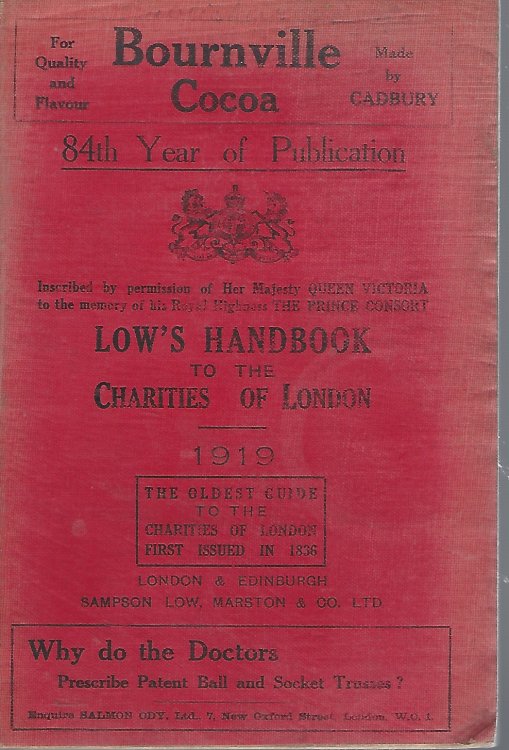 For
Quality
and
Flavour
Bournville
Cocoa
Made
by
CADBURY
84th Year of Publication
Inscribed by permission of Her Majesty QUEEN VICTORIA
to the memory of his Royal Highness THE PRINCE CONSORT
LOW'S HANDBOOK
TO THE
CHARITIES OF LONDON
1919
THE OLDEST GUIDE
TO THE
CHARITIES OF LONDON
FIRST ISSUED IN 1836
LONDON & EDINBURGH
SAMPSON LOW, MARSTON & CO. LTD
Why do the Doctors
Prescribe Patent Ball and Socket Trusses?
Enquire SALMON ODY, Ltd., 7, New Oxford Street, London, W.C. 1.